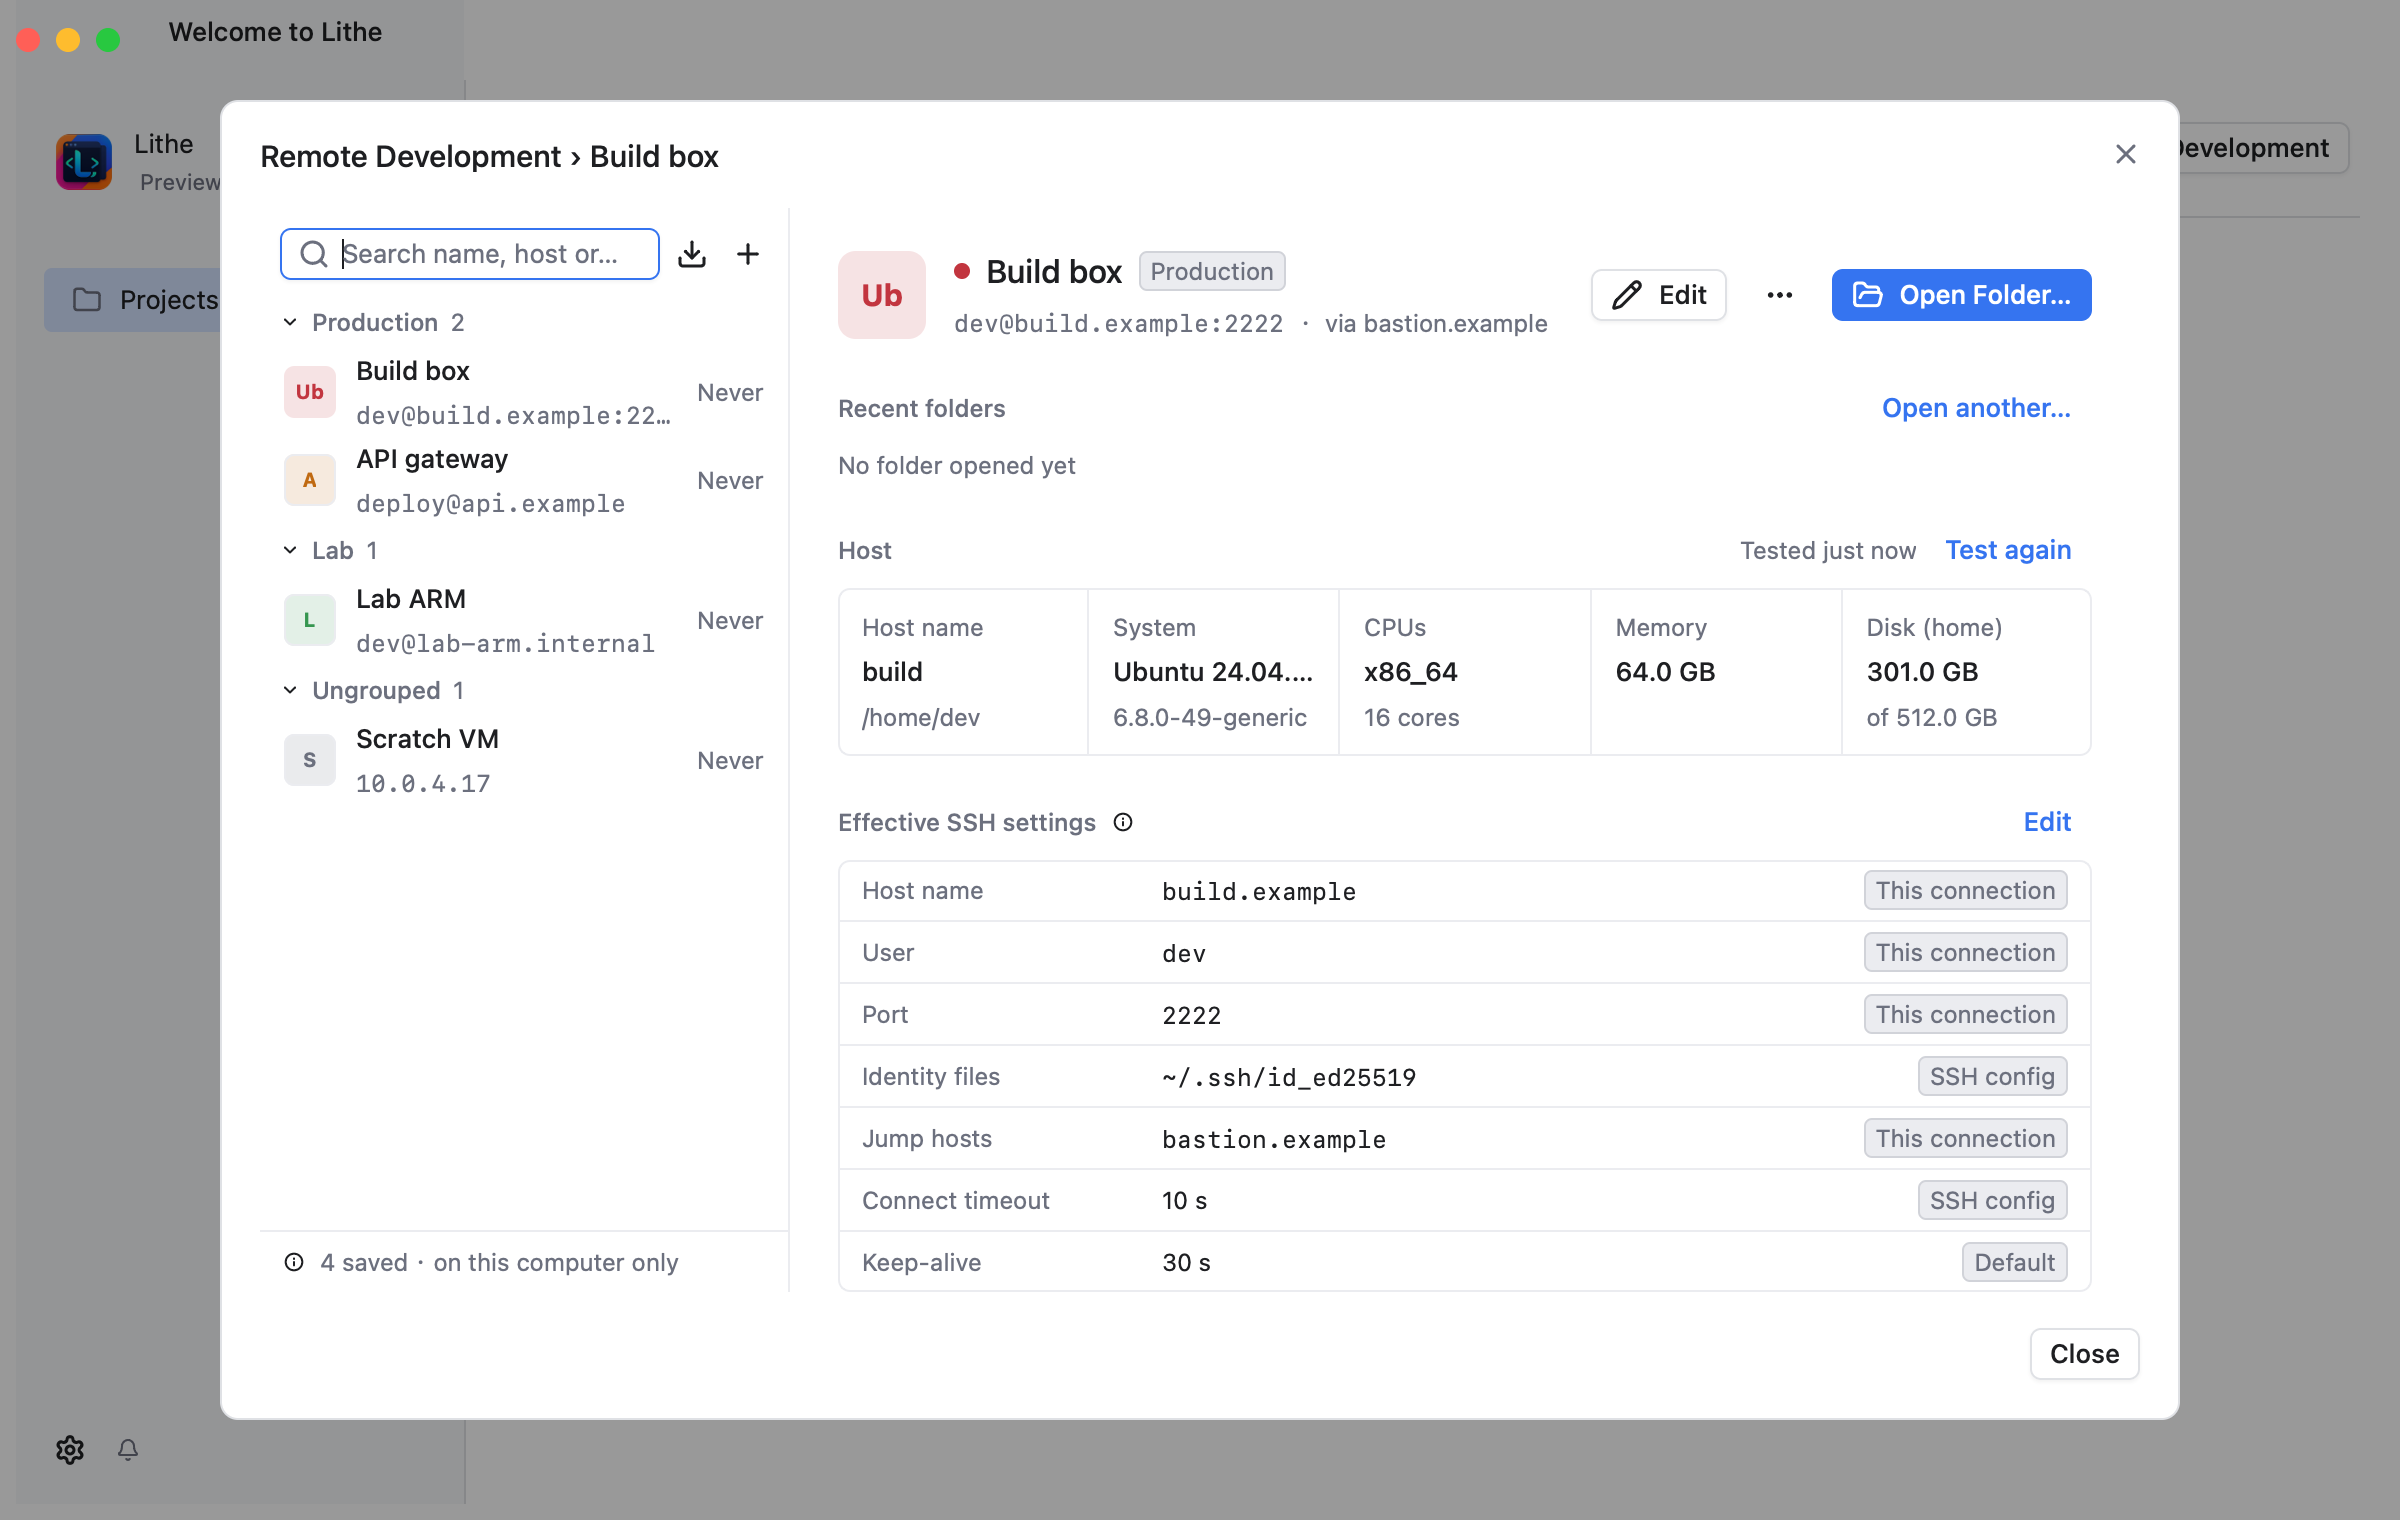 Welcome to Lithe
Lithe
Preview
Projects
Development
Remote Development › Build box
Search name, host or...
Production 2
Ub
Build box
dev@build.example:22…
Never
A
API gateway
deploy@api.example
Never
Lab 1
L
Lab ARM
dev@lab-arm.internal
Never
Ungrouped 1
S
Scratch VM
10.0.4.17
Never
4 saved · on this computer only
Ub
Build box
Production
dev@build.example:2222 · via bastion.example
Edit
Open Folder...
Recent folders
Open another...
No folder opened yet
Host
Tested just now
Test again
Host name
build
/home/dev
System
Ubuntu 24.04....
6.8.0-49-generic
CPUs
x86_64
16 cores
Memory
64.0 GB
Disk (home)
301.0 GB
of 512.0 GB
Effective SSH settings
Edit
Host name build.example This connection
User dev This connection
Port 2222 This connection
Identity files ~/.ssh/id_ed25519 SSH config
Jump hosts bastion.example This connection
Connect timeout 10 s SSH config
Keep-alive 30 s Default
Close